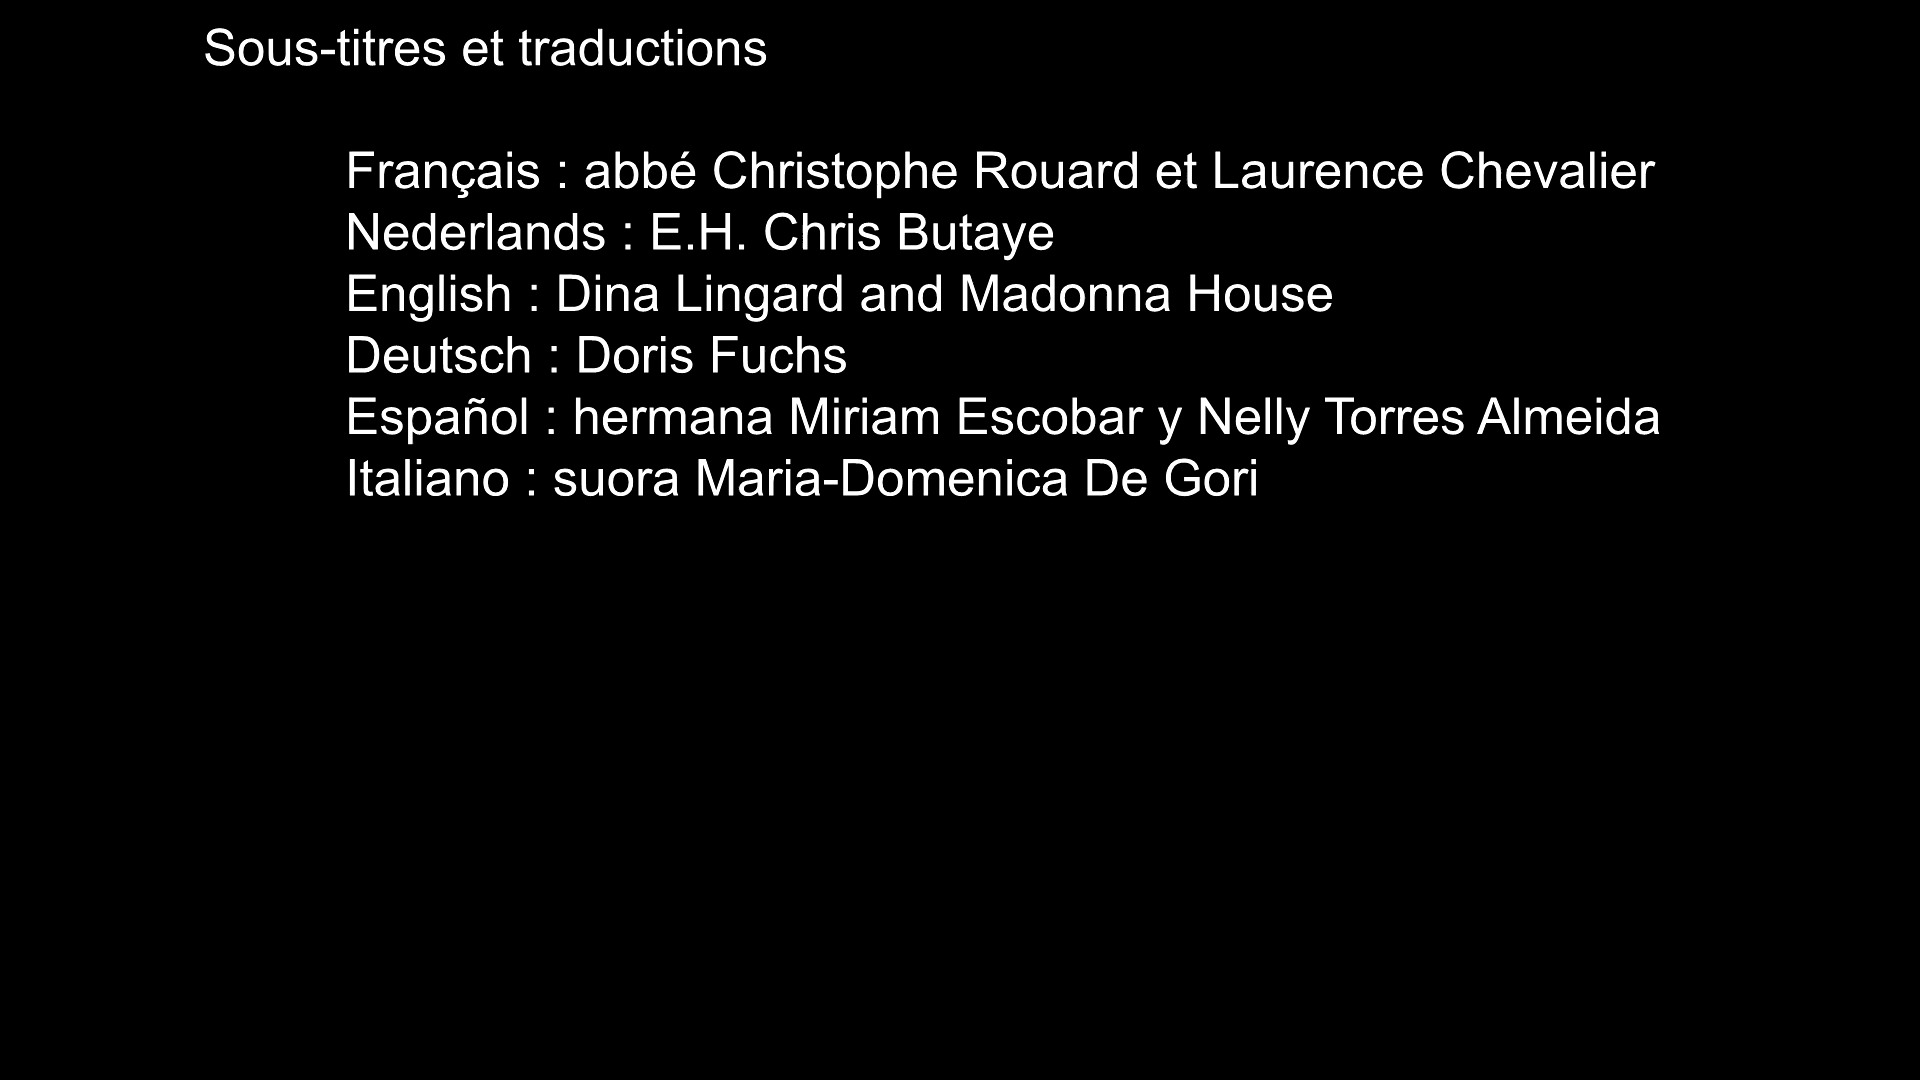 Sous-titres et traductions
Français : abbé Christophe Rouard et Laurence Chevalier
Nederlands : E.H. Chris Butaye
English : Dina Lingard and Madonna House
Deutsch : Doris Fuchs
Español : hermana Miriam Escobar y Nelly Torres Almeida
Italiano : suora Maria-Domenica De Gori